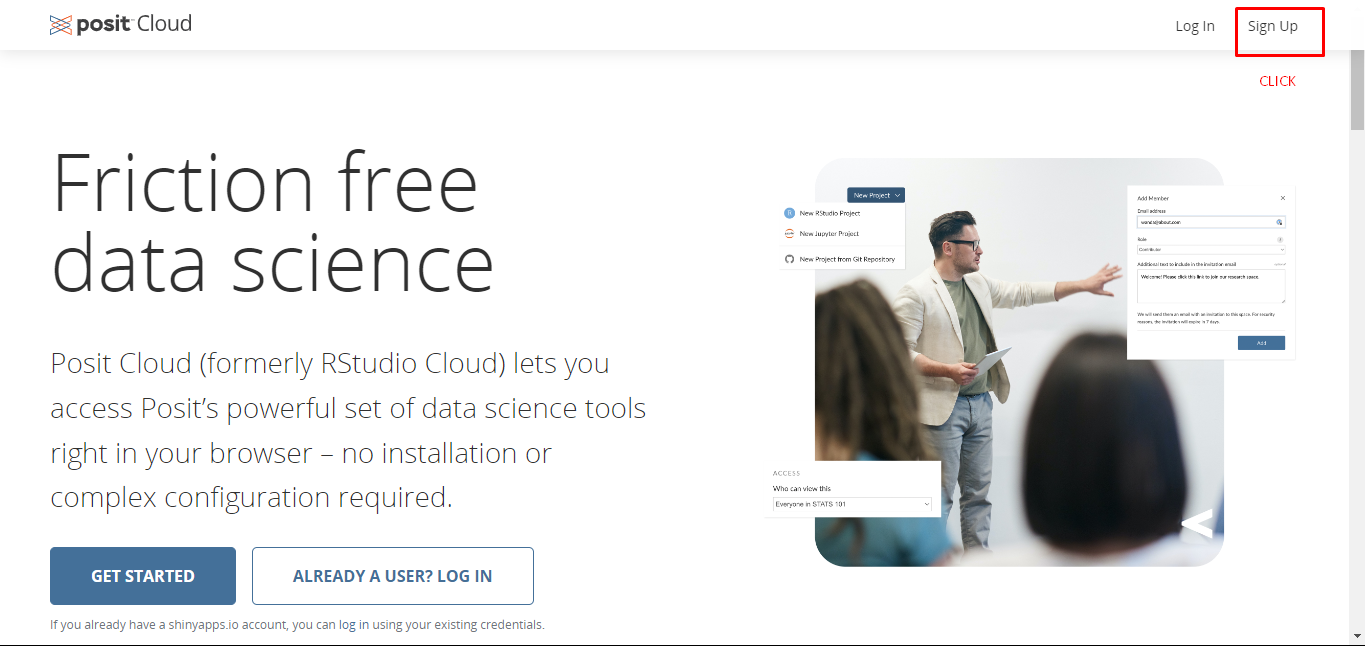 posit Cloud
Log In
Sign Up
CLICK
Friction free
data science
Posit Cloud (formerly RStudio Cloud) lets you
access Posit’s powerful set of data science tools
right in your browser – no installation or
complex configuration required.
GET STARTED
ALREADY A USER? LOG IN
If you already have a shinyapps.io account, you can log in using your existing credentials.
New Project
R
New RStudio Project
New Jupyter Project
New Project from Git Repository
Add Member
Email address
wanda@about.com
Role
Contributor
Additional text to include in the invitation email
Welcome! Please click this link to join our research space.
We will send them an email with an invitation to this space. For security
reasons, the invitation will expire in 7 days.
Add
ACCESS
Who can view this
Everyone in STATS 101